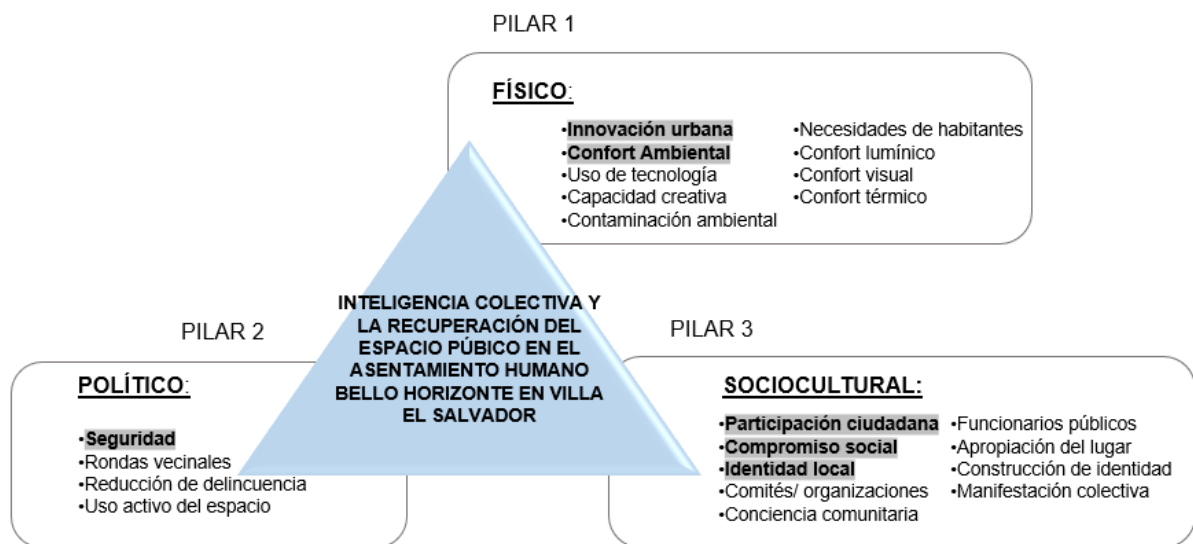 PILAR 1
FÍSICO:
•Innovación urbana
•Confort Ambiental
•Uso de tecnología
•Capacidad creativa
•Contaminación ambiental
•Necesidades de habitantes
•Confort lumínico
•Confort visual
•Confort térmico
INTELIGENCIA COLECTIVA Y
LA RECUPERACIÓN DEL
ESPACIO PÚBICO EN EL
ASENTAMIENTO HUMANO
BELLO HORIZONTE EN VILLA
EL SALVADOR
PILAR 2
POLÍTICO:
•Seguridad
•Rondas vecinales
•Reducción de delincuencia
•Uso activo del espacio
PILAR 3
SOCIOCULTURAL:
•Participación ciudadana
•Compromiso social
•Identidad local
•Comités/ organizaciones
•Conciencia comunitaria
•Funcionarios públicos
•Apropiación del lugar
•Construcción de identidad
•Manifestación colectiva